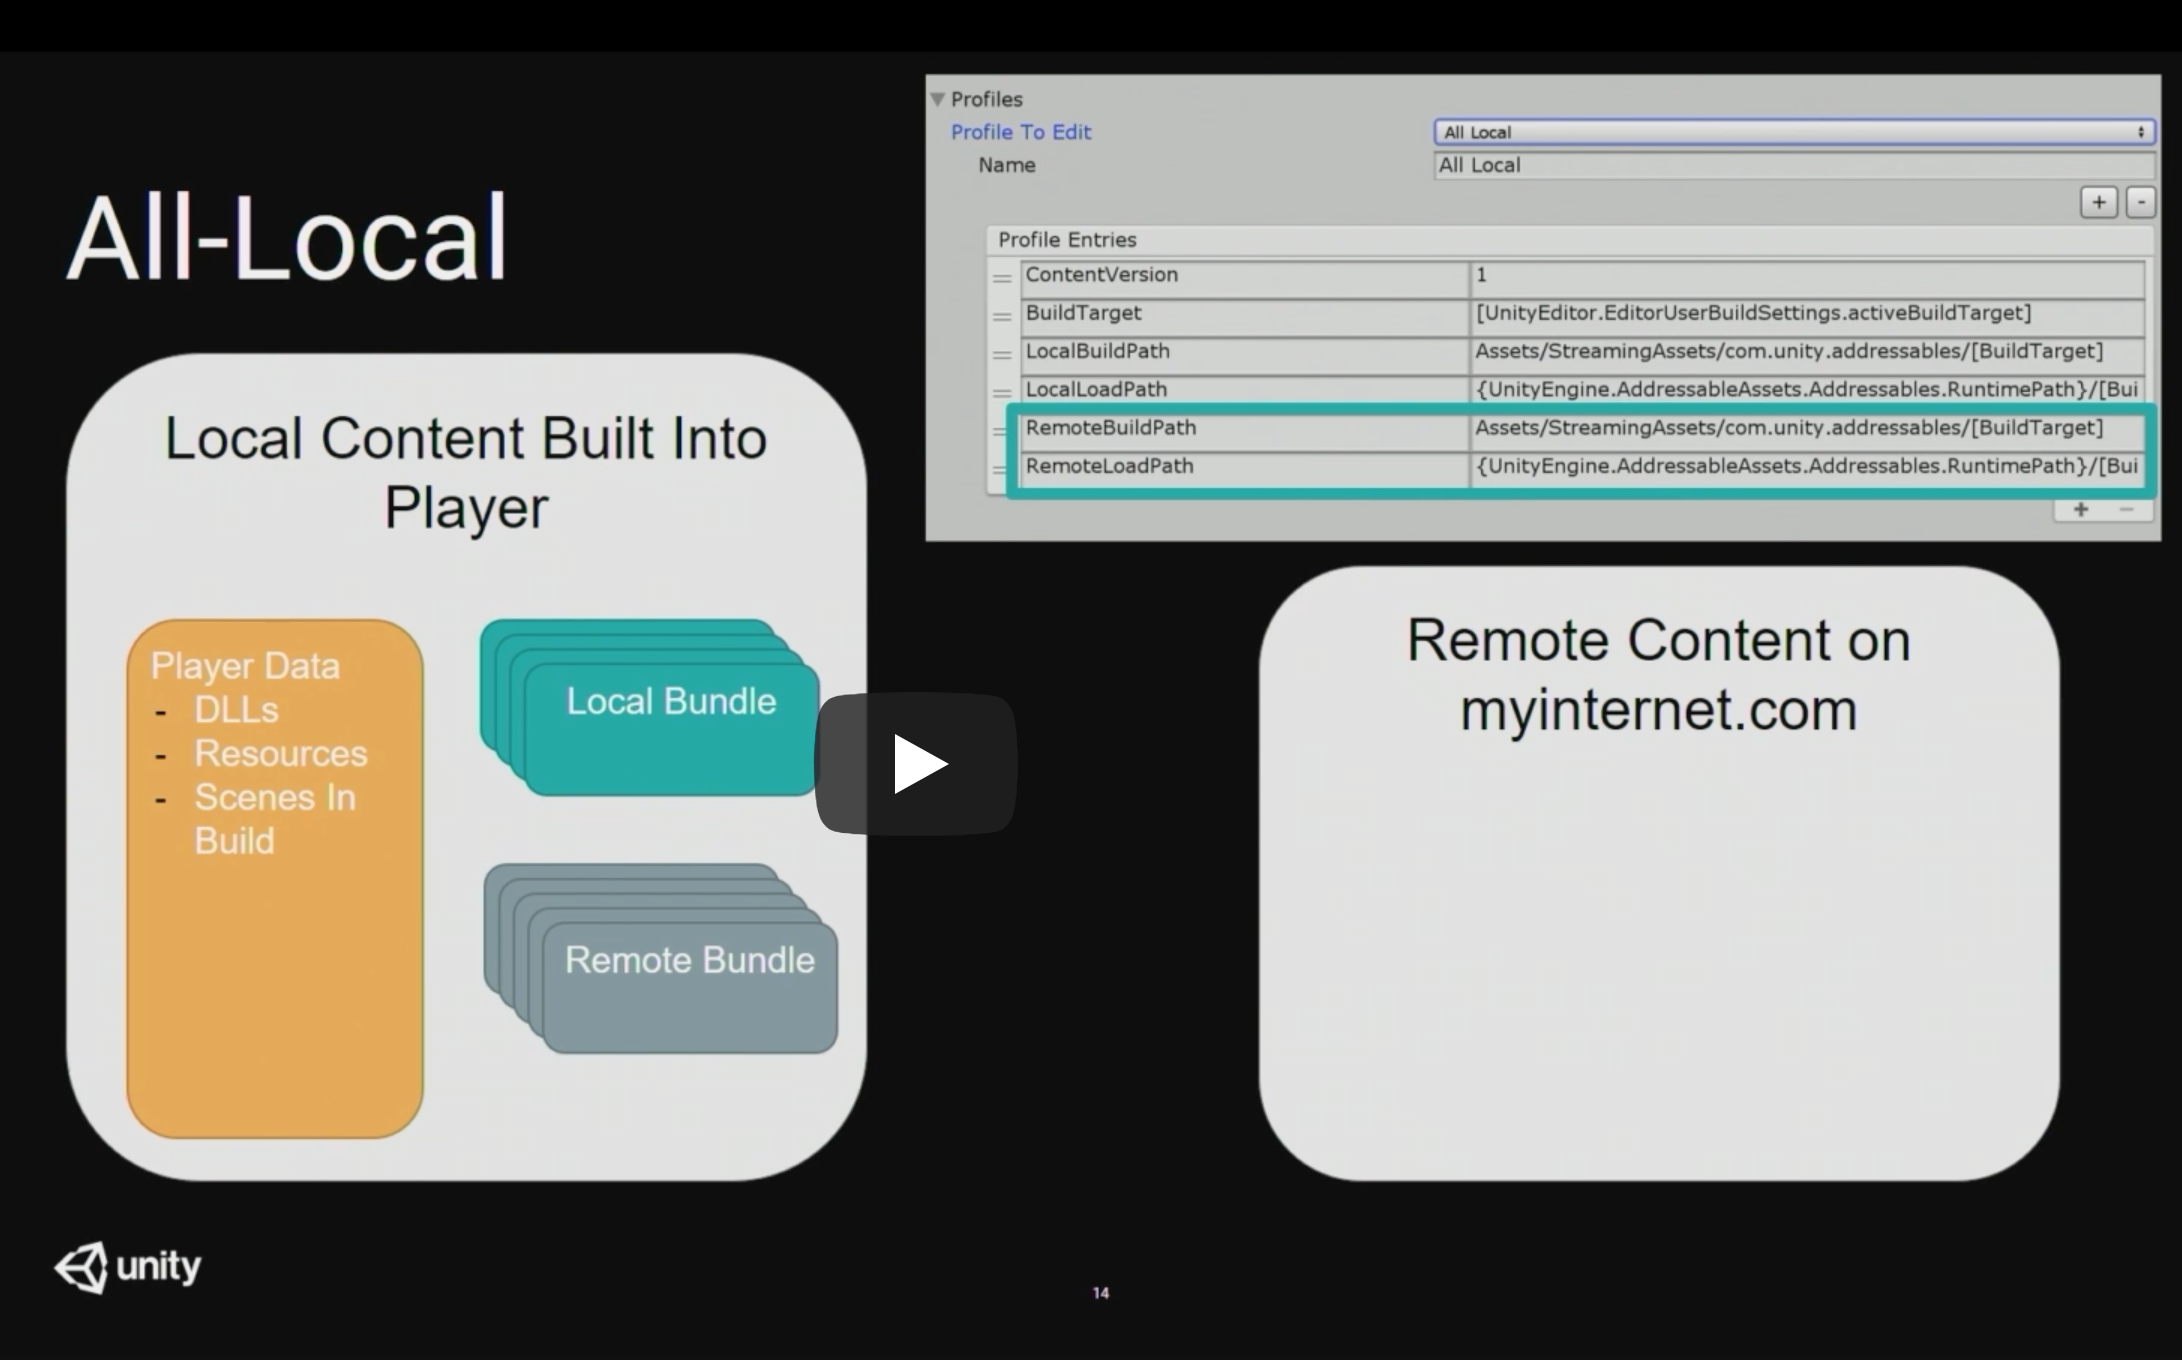 All-Local
Profiles
Profile To Edit All Local
Name All Local
+ -
Profile Entries
ContentVersion 1
BuildTarget [UnityEditor.EditorUserBuildSettings.activeBuildTarget]
LocalBuildPath Assets/StreamingAssets/com.unity.addressables/[BuildTarget]
LocalLoadPath {UnityEngine.AddressableAssets.Addressables.RuntimePath}/[Bui
RemoteBuildPath Assets/StreamingAssets/com.unity.addressables/[BuildTarget]
RemoteLoadPath {UnityEngine.AddressableAssets.Addressables.RuntimePath}/[Bui
+ -
Local Content Built Into
Player
Player Data
- DLLs
- Resources
- Scenes In
Build
Local Bundle
Remote Bundle
Remote Content on
myinternet.com
unity
14